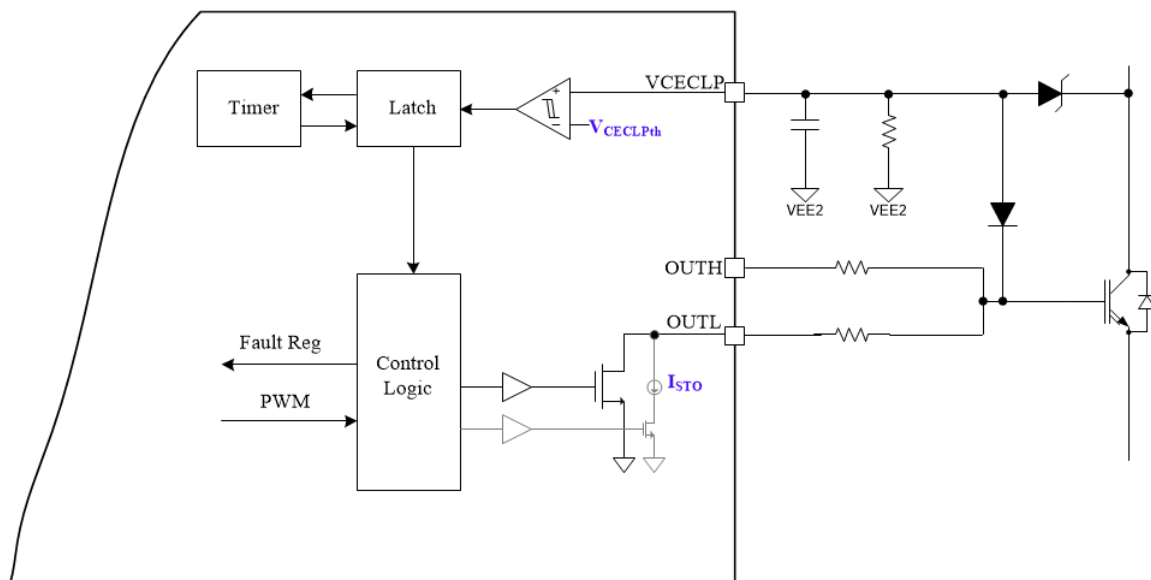 VCECLP
Timer
Latch
+
−
VCECLPth
VEE2
VEE2
OUTH
OUTL
Fault Reg
Control
Logic
ISTO
PWM